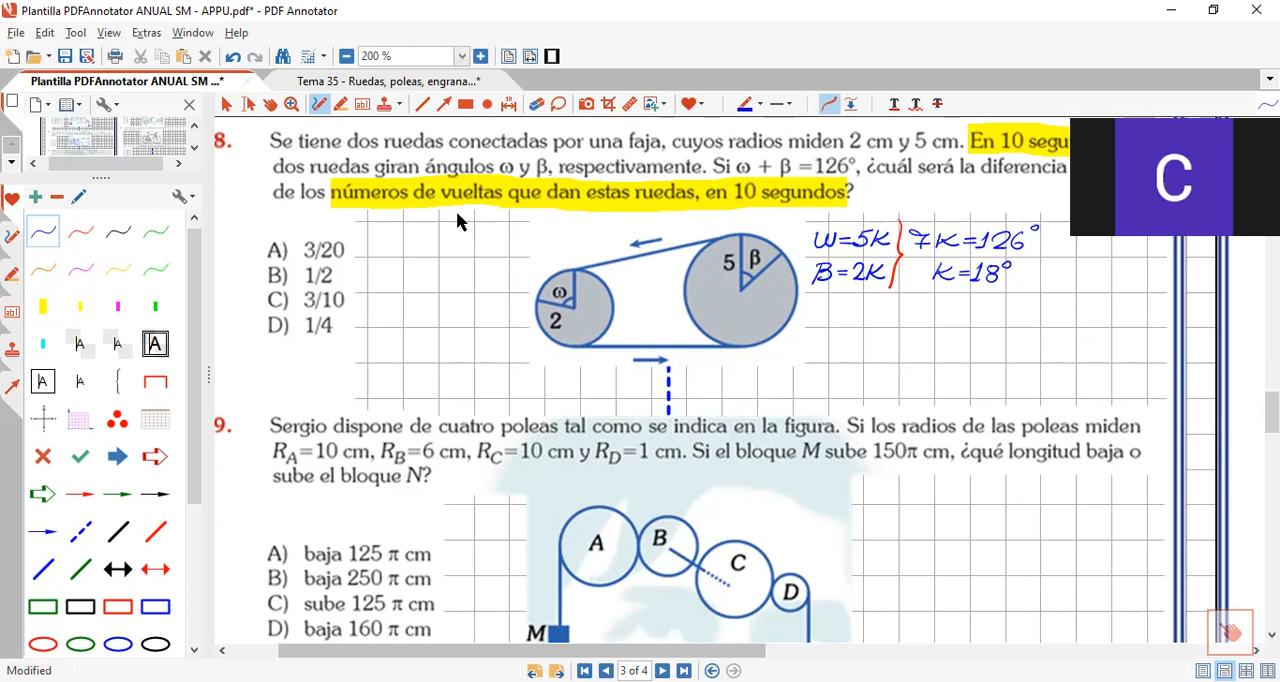 Plantilla PDFAnnotator ANUAL SM - APPU.pdf* - PDF Annotator
File Edit Tool View Extras Window Help
200 %
Plantilla PDFAnnotator ANUAL SM ...*
Tema 35 - Ruedas, poleas, engrana...*
8. Se tiene dos ruedas conectadas por una faja, cuyos radios miden 2 cm y 5 cm. En 10 segu
dos ruedas giran ángulos ω y β, respectivamente. Si ω + β =126°, ¿cuál será la diferencia
de los números de vueltas que dan estas ruedas, en 10 segundos?
C
A) 3/20
B) 1/2
C) 3/10
D) 1/4
ω
2
5 β
W=5K
B=2K
7K=126°
K=18°
9. Sergio dispone de cuatro poleas tal como se indica en la figura. Si los radios de las poleas miden
R_A=10 cm, R_B=6 cm, R_C=10 cm y R_D=1 cm. Si el bloque M sube 150π cm, ¿qué longitud baja o
sube el bloque N?
A) baja 125 π cm
B) baja 250 π cm
C) sube 125 π cm
D) baja 160 π cm
A
B
C
D
M
Modified
3 of 4